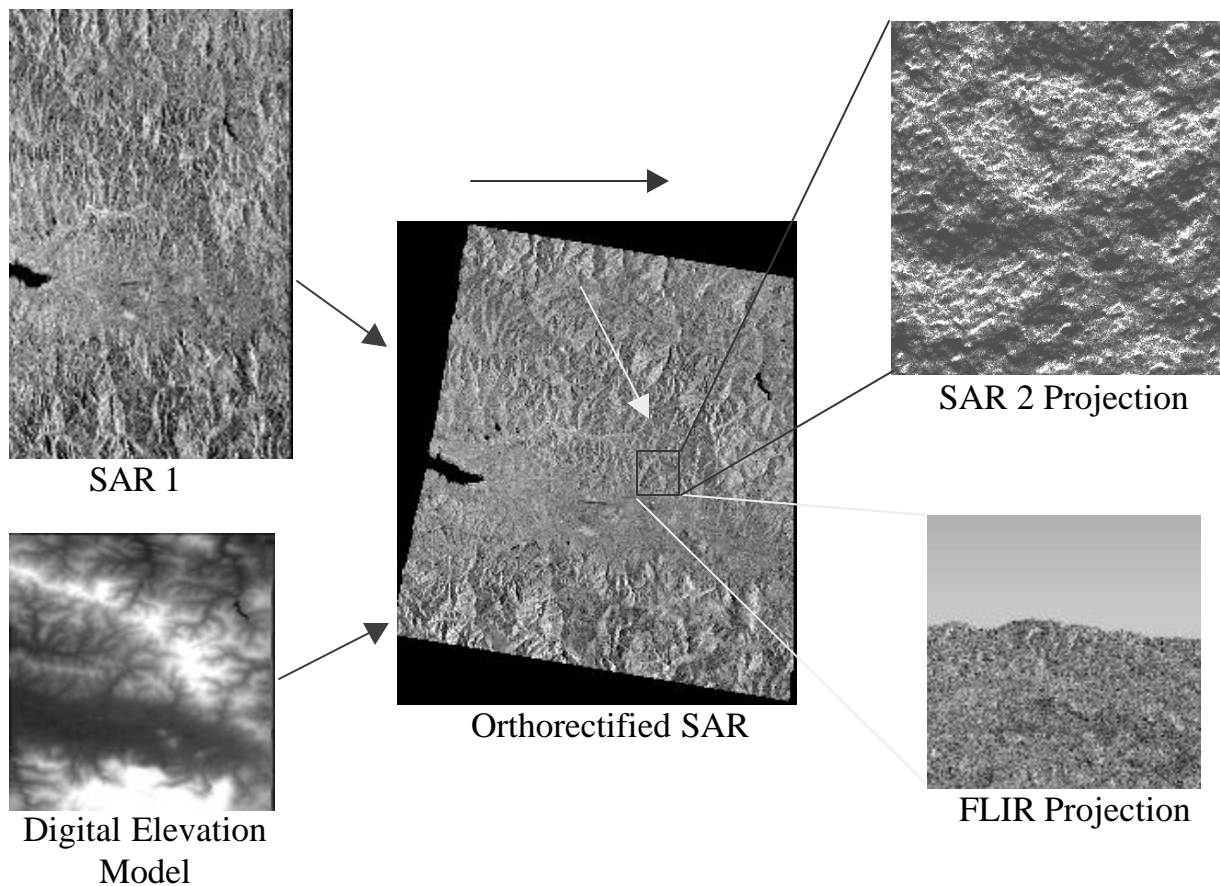 SAR 1
Digital Elevation
Model
Orthorectified SAR
SAR 2 Projection
FLIR Projection